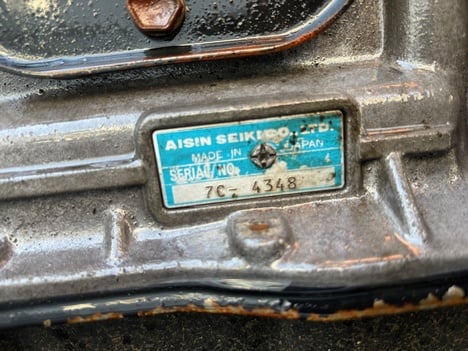 AISIN SEIKI CO., LTD.
MADE IN JAPAN
SERIAL NO.
7C- 4348